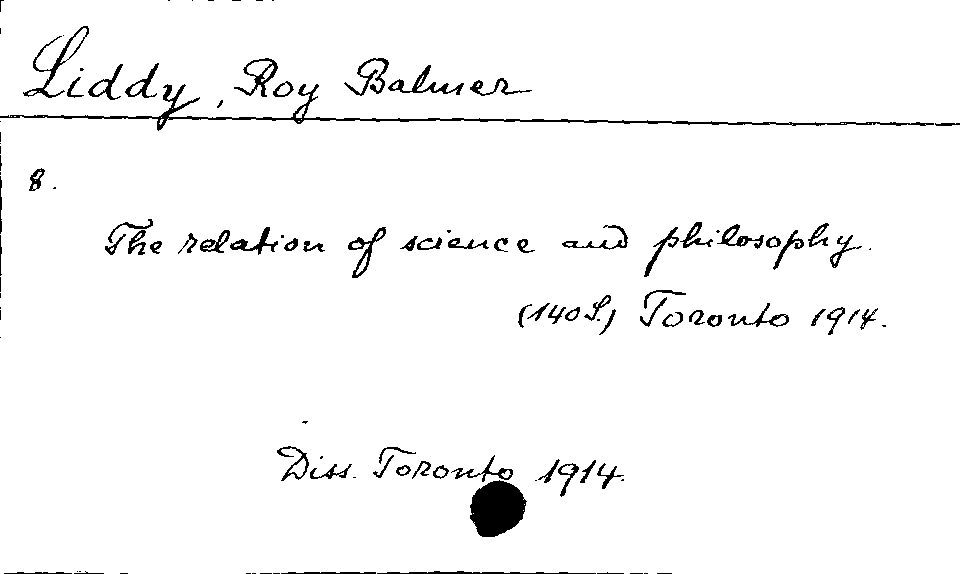 Liddy, Roy Balmer
8.
The relation of science and philosophy.
(140 S.) Toronto 1914.
Diss. Toronto 1914.